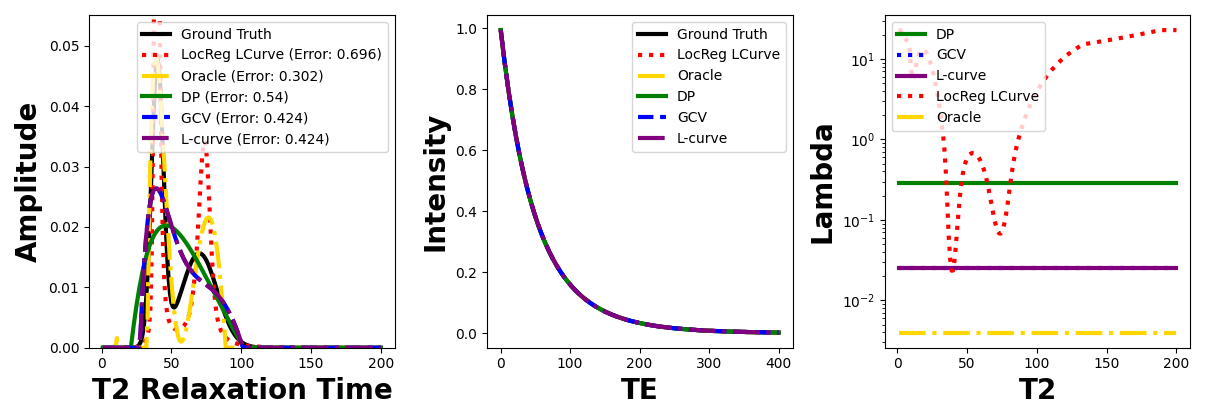 Amplitude
0.05
0.04
0.03
0.02
0.01
0.00
Ground Truth
LocReg LCurve (Error: 0.696)
Oracle (Error: 0.302)
DP (Error: 0.54)
GCV (Error: 0.424)
L-curve (Error: 0.424)
0 50 100 150 200
T2 Relaxation Time
Intensity
1.0
0.8
0.6
0.4
0.2
0.0
Ground Truth
LocReg LCurve
Oracle
DP
GCV
L-curve
0 100 200 300 400
TE
Lambda
10¹
10⁰
10⁻¹
10⁻²
DP
GCV
L-curve
LocReg LCurve
Oracle
0 50 100 150 200
T2